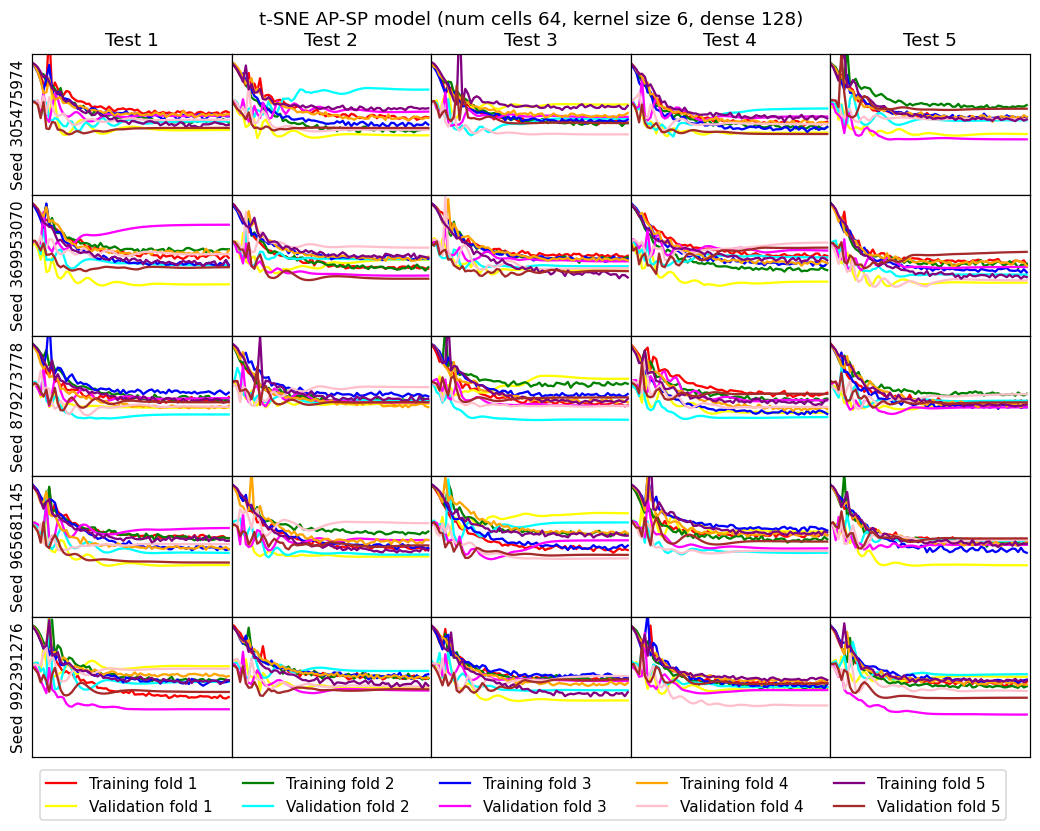 t-SNE AP-SP model (num cells 64, kernel size 6, dense 128)
Test 1 Test 2 Test 3 Test 4 Test 5
Seed 305475974
Seed 369953070
Seed 879273778
Seed 965681145
Seed 992391276
Training fold 1 Training fold 2 Training fold 3 Training fold 4 Training fold 5
Validation fold 1 Validation fold 2 Validation fold 3 Validation fold 4 Validation fold 5